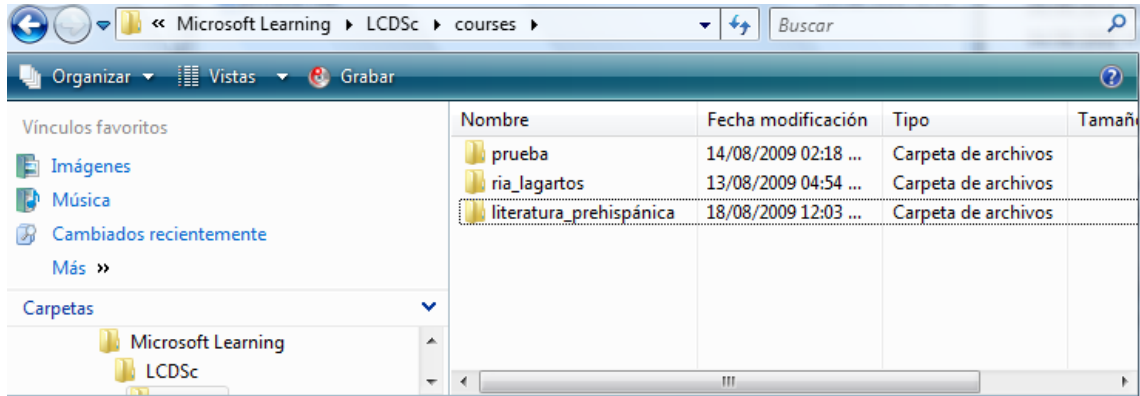 « Microsoft Learning ▸ LCDSc ▸ courses ▸
Buscar
Organizar Vistas Grabar
Vínculos favoritos
Imágenes
Música
Cambiados recientemente
Más »
Carpetas
Microsoft Learning
LCDSc
Nombre Fecha modificación Tipo Tamaño
prueba 14/08/2009 02:18 ... Carpeta de archivos
ria_lagartos 13/08/2009 04:54 ... Carpeta de archivos
literatura_prehispánica 18/08/2009 12:03 ... Carpeta de archivos